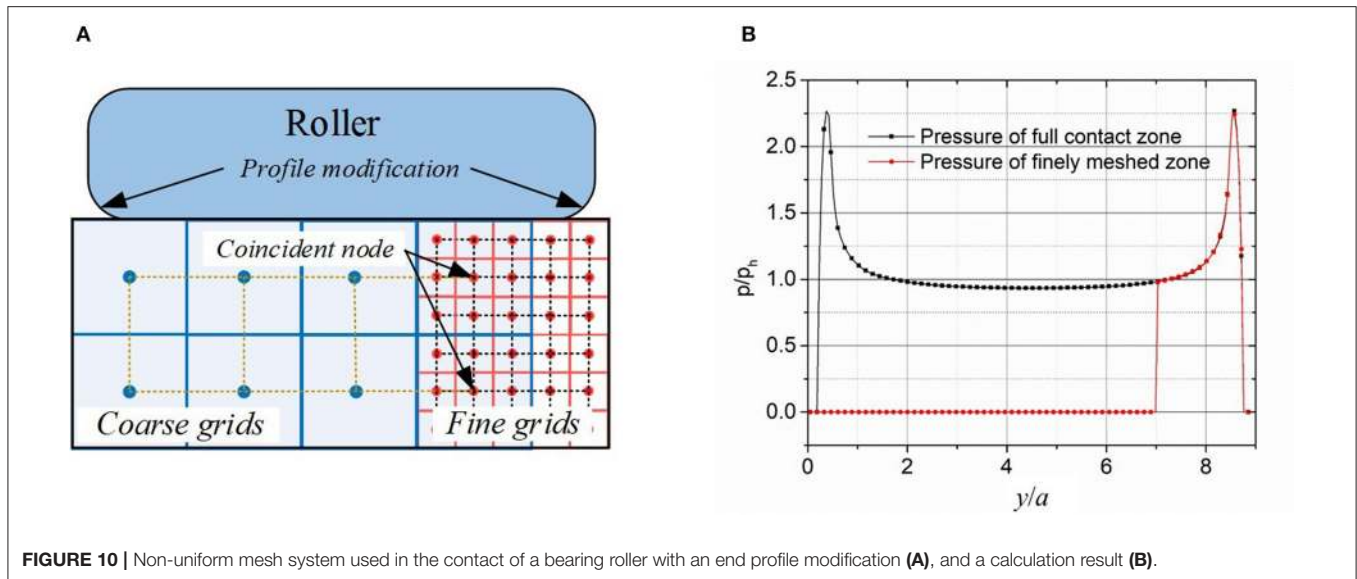 A
Roller
Profile modification
Coincident node
Coarse grids
Fine grids
B
2.5
2.0
1.5
1.0
0.5
0.0
p/ph
Pressure of full contact zone
Pressure of finely meshed zone
0 2 4 6 8
y/a
FIGURE 10 | Non-uniform mesh system used in the contact of a bearing roller with an end profile modification (A), and a calculation result (B).